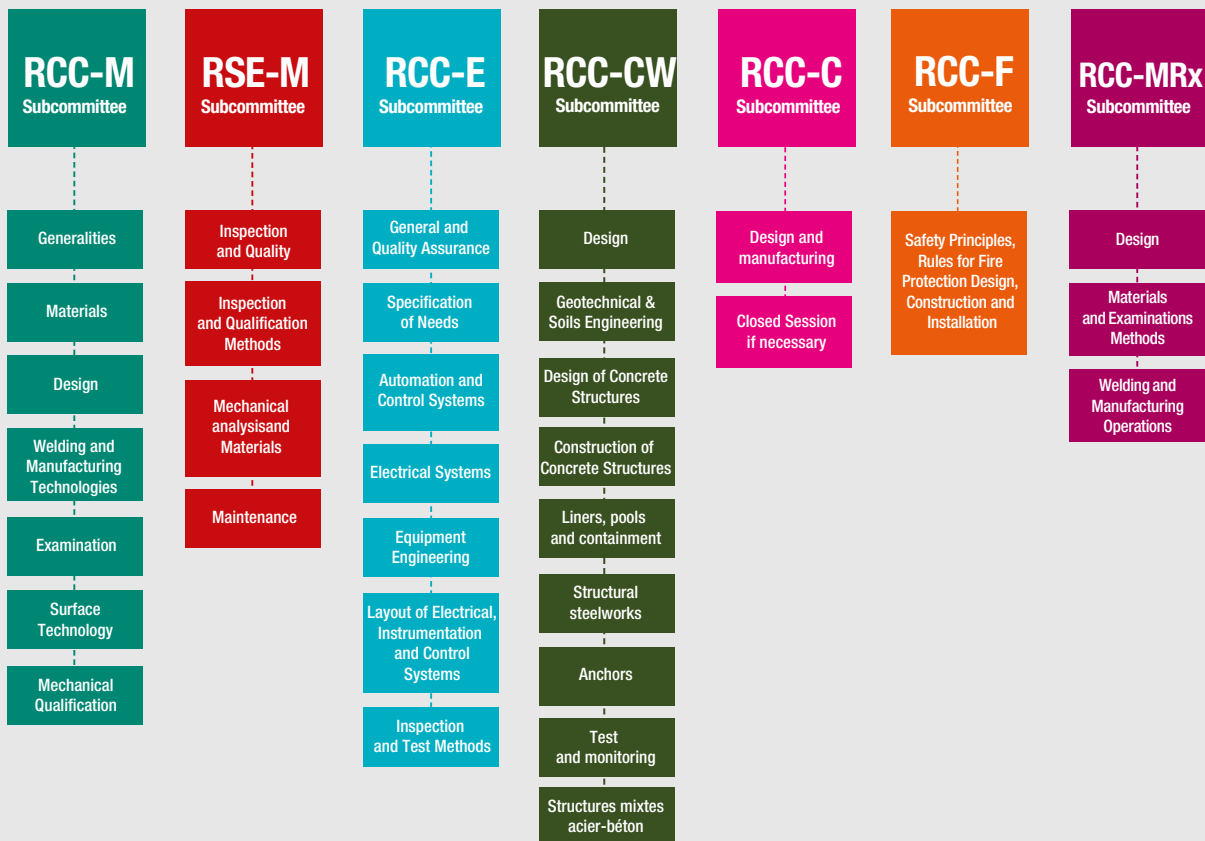 RCC-M
Subcommittee
Generalities
Materials
Design
Welding and
Manufacturing
Technologies
Examination
Surface
Technology
Mechanical
Qualification
RSE-M
Subcommittee
Inspection
and Quality
Inspection
and Qualification
Methods
Mechanical
analysisand
Materials
Maintenance
RCC-E
Subcommittee
General and
Quality Assurance
Specification
of Needs
Automation and
Control Systems
Electrical Systems
Equipment
Engineering
Layout of Electrical,
Instrumentation
and Control
Systems
Inspection
and Test Methods
RCC-CW
Subcommittee
Design
Geotechnical &
Soils Engineering
Design of Concrete
Structures
Construction of
Concrete Structures
Liners, pools
and containment
Structural
steelworks
Anchors
Test
and monitoring
Structures mixtes
acier-béton
RCC-C
Subcommittee
Design and
manufacturing
Closed Session
if necessary
RCC-F
Subcommittee
Safety Principles,
Rules for Fire
Protection Design,
Construction and
Installation
RCC-MRx
Subcommittee
Design
Materials
and Examinations
Methods
Welding and
Manufacturing
Operations